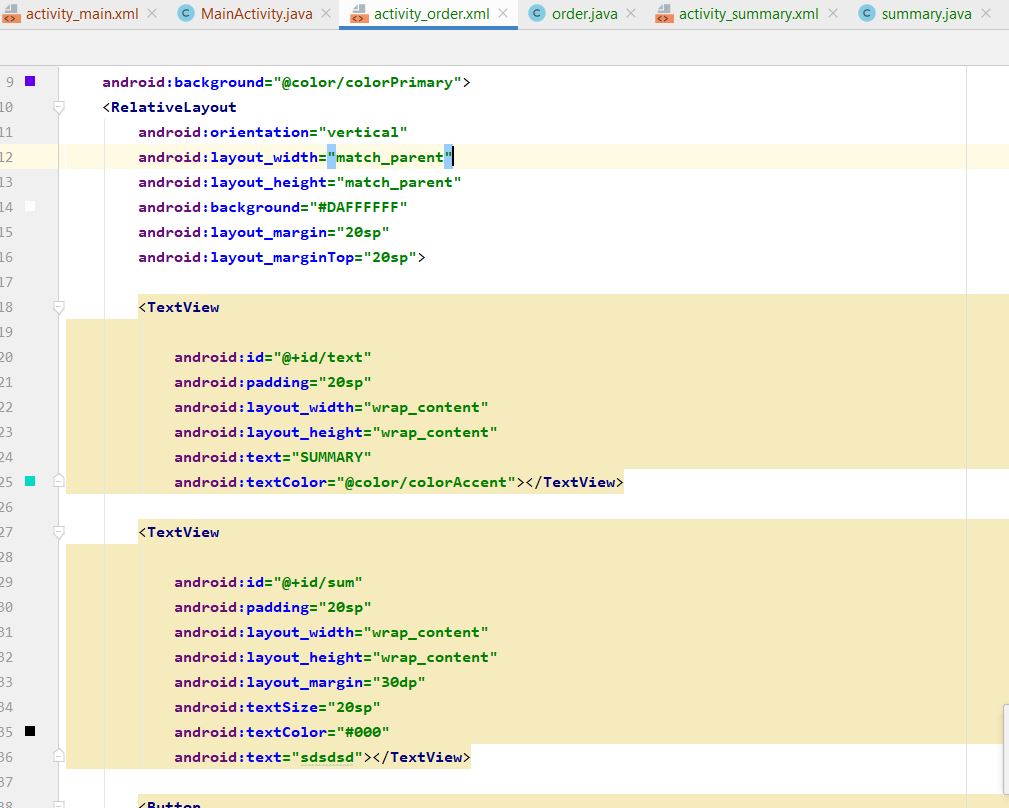 activity_main.xml MainActivity.java activity_order.xml order.java activity_summary.xml summary.java
9 android:background="@color/colorPrimary">
10 <RelativeLayout
11 android:orientation="vertical"
12 android:layout_width="match_parent"
13 android:layout_height="match_parent"
14 android:background="#DAFFFFFF"
15 android:layout_margin="20sp"
16 android:layout_marginTop="20sp">
17
18 <TextView
19
20 android:id="@+id/text"
21 android:padding="20sp"
22 android:layout_width="wrap_content"
23 android:layout_height="wrap_content"
24 android:text="SUMMARY"
25 android:textColor="@color/colorAccent"></TextView>
26
27 <TextView
28
29 android:id="@+id/sum"
30 android:padding="20sp"
31 android:layout_width="wrap_content"
32 android:layout_height="wrap_content"
33 android:layout_margin="30dp"
34 android:textSize="20sp"
35 android:textColor="#000"
36 android:text="sdsdsd"></TextView>
37
38 <Button